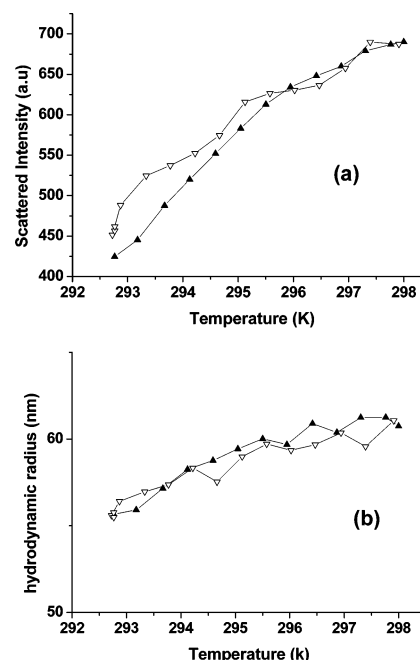 700
650
600
550
500
450
400
Scattered Intensity (a.u)
(a)
292 293 294 295 296 297 298
Temperature (K)
60
50
hydrodynamic radius (nm)
(b)
292 293 294 295 296 297 298
Temperature (k)